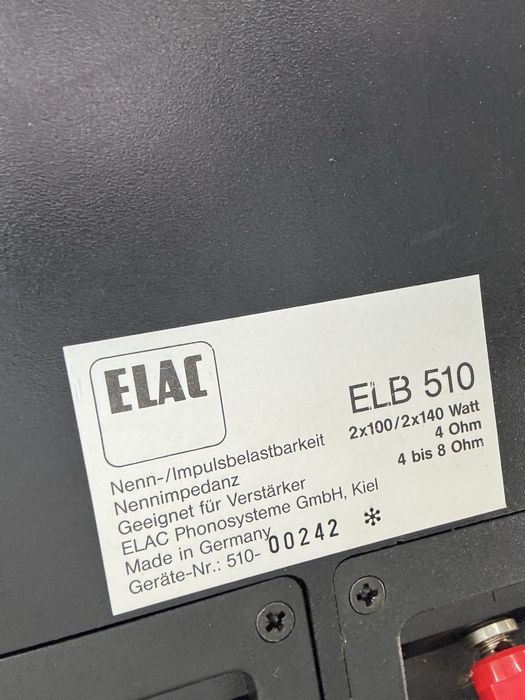 ELAC
ELB 510
Nenn-/Impulsbelastbarkeit 2x100/2x140 Watt
Nennimpedanz 4 Ohm
Geeignet für Verstärker 4 bis 8 Ohm
ELAC Phonosysteme GmbH, Kiel
Made in Germany
Geräte-Nr.: 510-00242 *